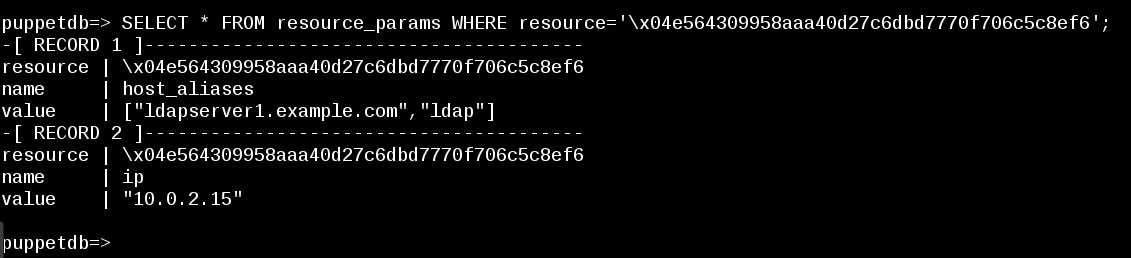 puppetdb=> SELECT * FROM resource_params WHERE resource='\x04e564309958aaa40d27c6dbd7770f706c5c8ef6';
-[ RECORD 1 ]----------------------------------------
resource | \x04e564309958aaa40d27c6dbd7770f706c5c8ef6
name     | host_aliases
value    | ["ldapserver1.example.com","ldap"]
-[ RECORD 2 ]----------------------------------------
resource | \x04e564309958aaa40d27c6dbd7770f706c5c8ef6
name     | ip
value    | "10.0.2.15"
puppetdb=>